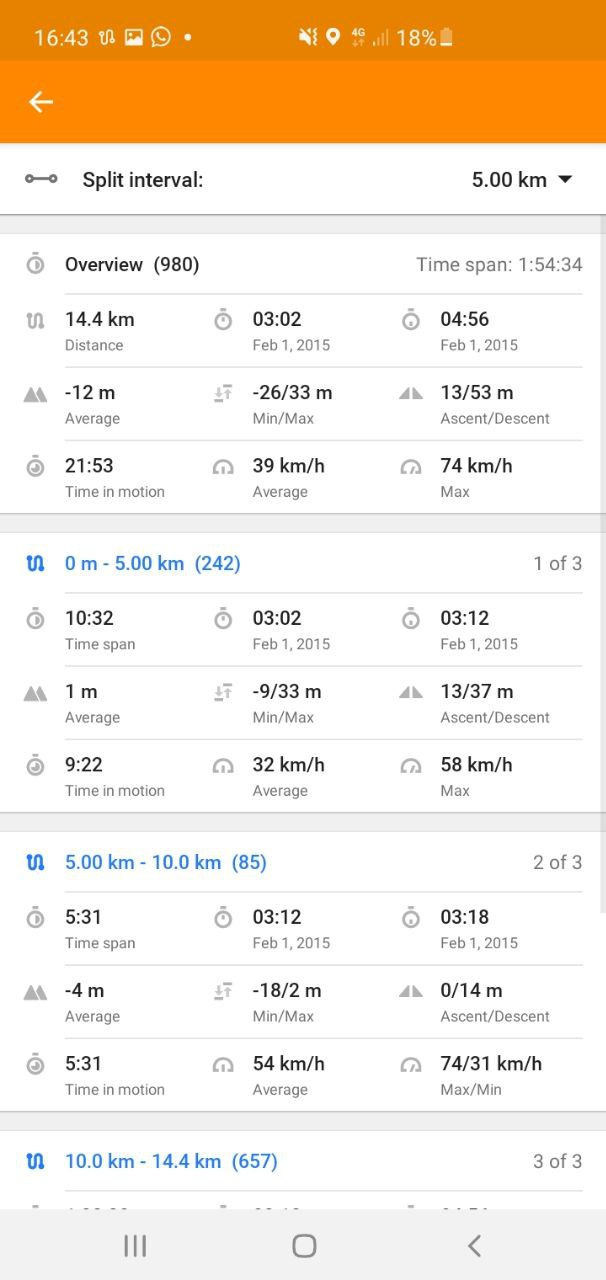 16:43 4G 18%
Split interval: 5.00 km
Overview (980) Time span: 1:54:34
14.4 km 03:02 04:56
Distance Feb 1, 2015 Feb 1, 2015
-12 m -26/33 m 13/53 m
Average Min/Max Ascent/Descent
21:53 39 km/h 74 km/h
Time in motion Average Max
0 m - 5.00 km (242) 1 of 3
10:32 03:02 03:12
Time span Feb 1, 2015 Feb 1, 2015
1 m -9/33 m 13/37 m
Average Min/Max Ascent/Descent
9:22 32 km/h 58 km/h
Time in motion Average Max
5.00 km - 10.0 km (85) 2 of 3
5:31 03:12 03:18
Time span Feb 1, 2015 Feb 1, 2015
-4 m -18/2 m 0/14 m
Average Min/Max Ascent/Descent
5:31 54 km/h 74/31 km/h
Time in motion Average Max/Min
10.0 km - 14.4 km (657) 3 of 3